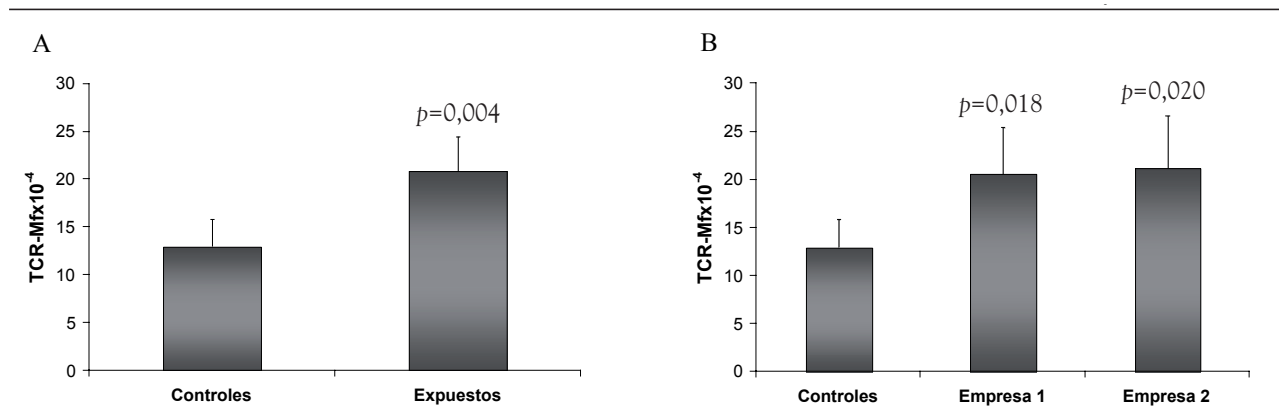 A
30
25
20
15
10
5
0
TCR-Mfx10⁻⁴
p=0,004
Controles
Expuestos
B
30
25
20
15
10
5
0
TCR-Mfx10⁻⁴
p=0,018
p=0,020
Controles
Empresa 1
Empresa 2